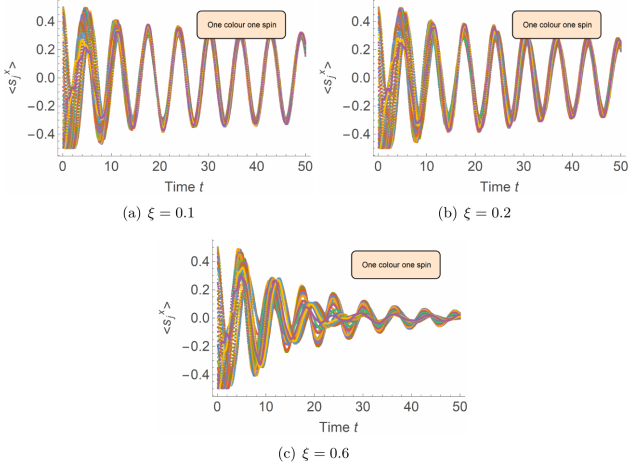 <s_j^x>
0.4
0.2
0.0
−0.2
−0.4
0 10 20 30 40 50
Time t
One colour one spin
(a) ξ = 0.1
<s_j^x>
0.4
0.2
0.0
−0.2
−0.4
0 10 20 30 40 50
Time t
One colour one spin
(b) ξ = 0.2
<s_j^x>
0.4
0.2
0.0
−0.2
−0.4
0 10 20 30 40 50
Time t
One colour one spin
(c) ξ = 0.6